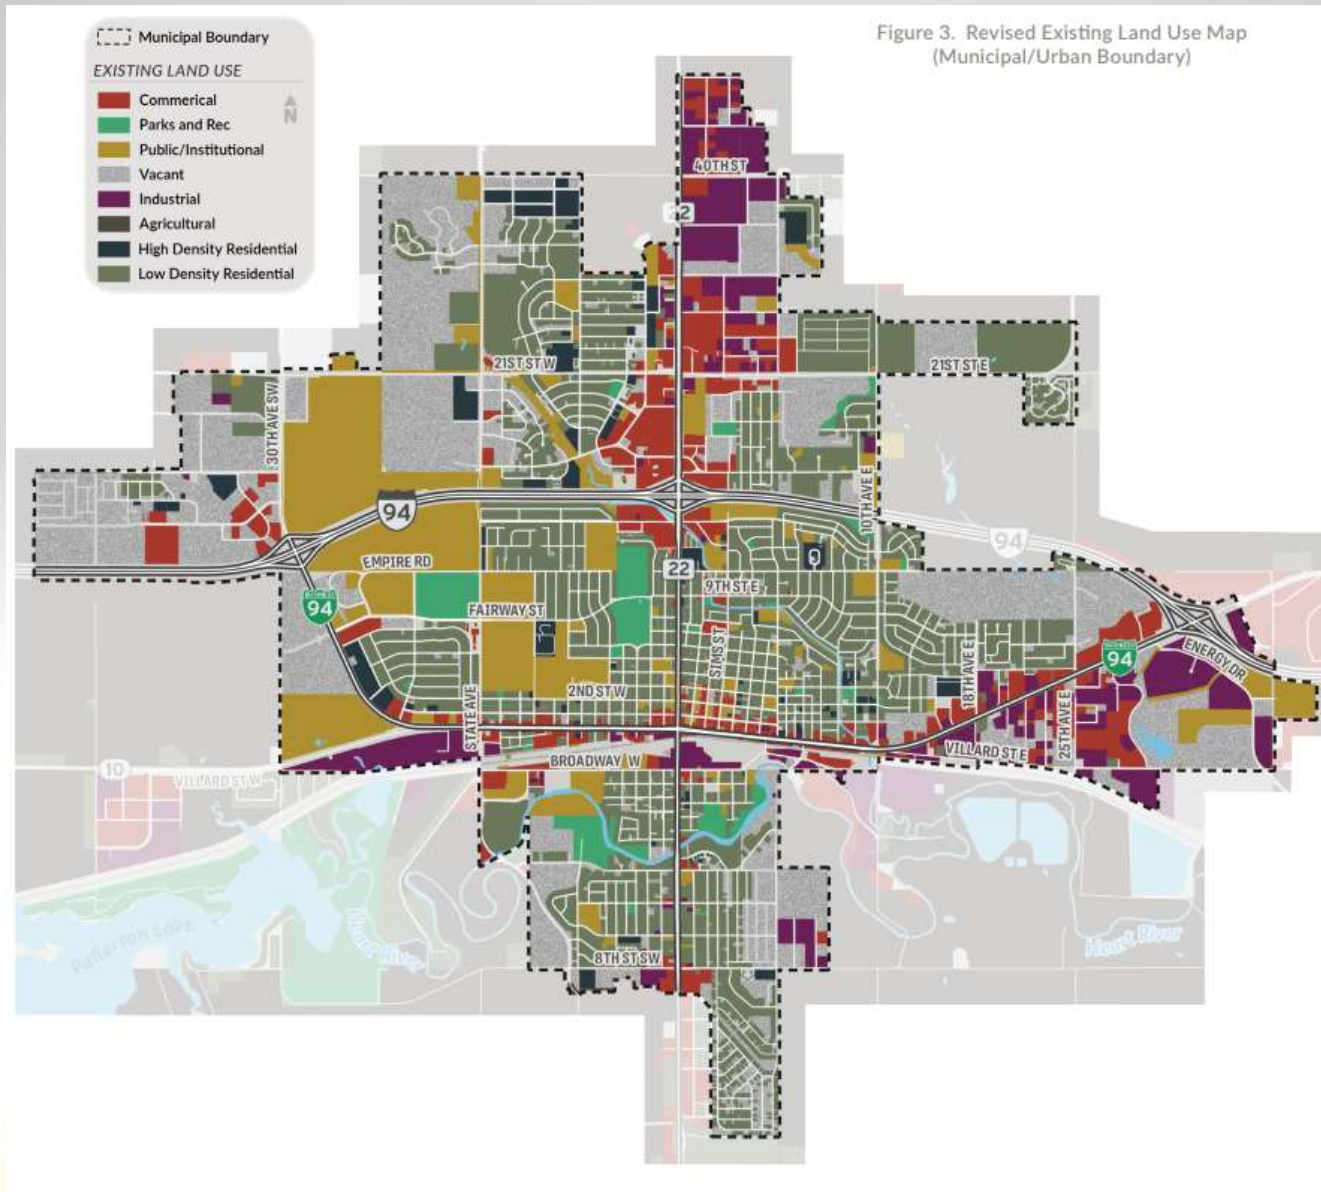 Figure 3. Revised Existing Land Use Map
(Municipal/Urban Boundary)
Municipal Boundary
EXISTING LAND USE
Commerical
Parks and Rec
Public/Institutional
Vacant
Industrial
Agricultural
High Density Residential
Low Density Residential
N
40TH ST
22
21ST ST W
21ST ST E
30TH AVE SW
10TH AVE E
94
94
EMPIRE RD
22
9TH ST E
BUSINESS
94
FAIRWAY ST
SIMS ST
BUSINESS
94
ENERGY DR
18TH AVE E
2ND ST W
STATE AVE
25TH AVE E
VILLARD ST E
BROADWAY W
10
VILLARD ST W
Patterson Lake
Heart River
Heart River
8TH ST SW